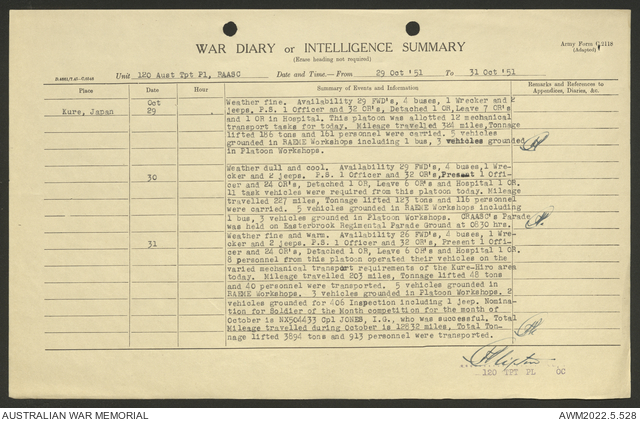 WAR DIARY or INTELLIGENCE SUMMARY
(Erase heading not required)
Army Form C2118
(Adapted)
Unit 120 Aust Tpt Pl, RAASC Date and Time.— From 29 Oct '51 To 31 Oct '51
Place Date Hour Summary of Events and Information Remarks and References to
Appendices, Diaries, &c.
Kure, Japan
Oct
29
Weather fine. Availability 29 FWD's, 4 buses, 1 Wrecker and 2
jeeps. P.S. 1 Officer and 32 OR's, Detached 1 OR, Leave 7 OR's
and 1 OR in Hospital. This platoon was allotted 12 mechanical
transport tasks for today. Mileage travelled 324 miles, Tonnage
lifted 186 tons and 161 personnel were carried. 5 vehicles
grounded in RAEME Workshops including 1 bus, 3 vehicles grounded
in Platoon Workshops.
30
Weather dull and cool. Availability 29 FWD's, 4 buses, 1 Wre-
cker and 2 jeeps. P.S. 1 Officer and 32 OR's, Present 1 Offi-
cer and 24 OR's, Detached 1 OR, Leave 6 OR's and Hospital 1 OR.
11 task vehicles were required from this platoon today. Mileage
travelled 227 miles, Tonnage lifted 123 tons and 116 personnel
were carried. 5 vehicles grounded in RAEME Workshops including
1 bus, 3 vehicles grounded in Platoon Workshops. CRAASC's Parade
was held on Easterbrook Regimental Parade Ground at 0830 hrs.
31
Weather fine and warm. Availability 26 FWD's, 4 buses, 1 Wre-
cker and 2 jeeps. P.S. 1 Officer and 32 OR's, Present 1 Offi-
cer and 24 OR's, Detached 1 OR, Leave 6 OR's and Hospital 1 OR.
8 personnel from this platoon operated their vehicles on the
varied mechanical transport requirements of the Kure-Hiro area
today. Mileage travelled 203 miles, Tonnage lifted 48 tons
and 40 personnel were transported. 5 vehicles grounded in
RAEME Workshops. 3 vehicles grounded in Platoon Workshops. 2
vehicles grounded for 406 Inspection including 1 jeep. Nomina-
tion for Soldier of the Month competition for the month of
October is NX504433 Cpl JONES, I.G., who was successful. Total
Mileage travelled during October is 12832 miles, Total Ton-
nage lifted 3894 tons and 913 personnel were transported.
120 TPT PL OC
AUSTRALIAN WAR MEMORIAL
AWM2022.5.528